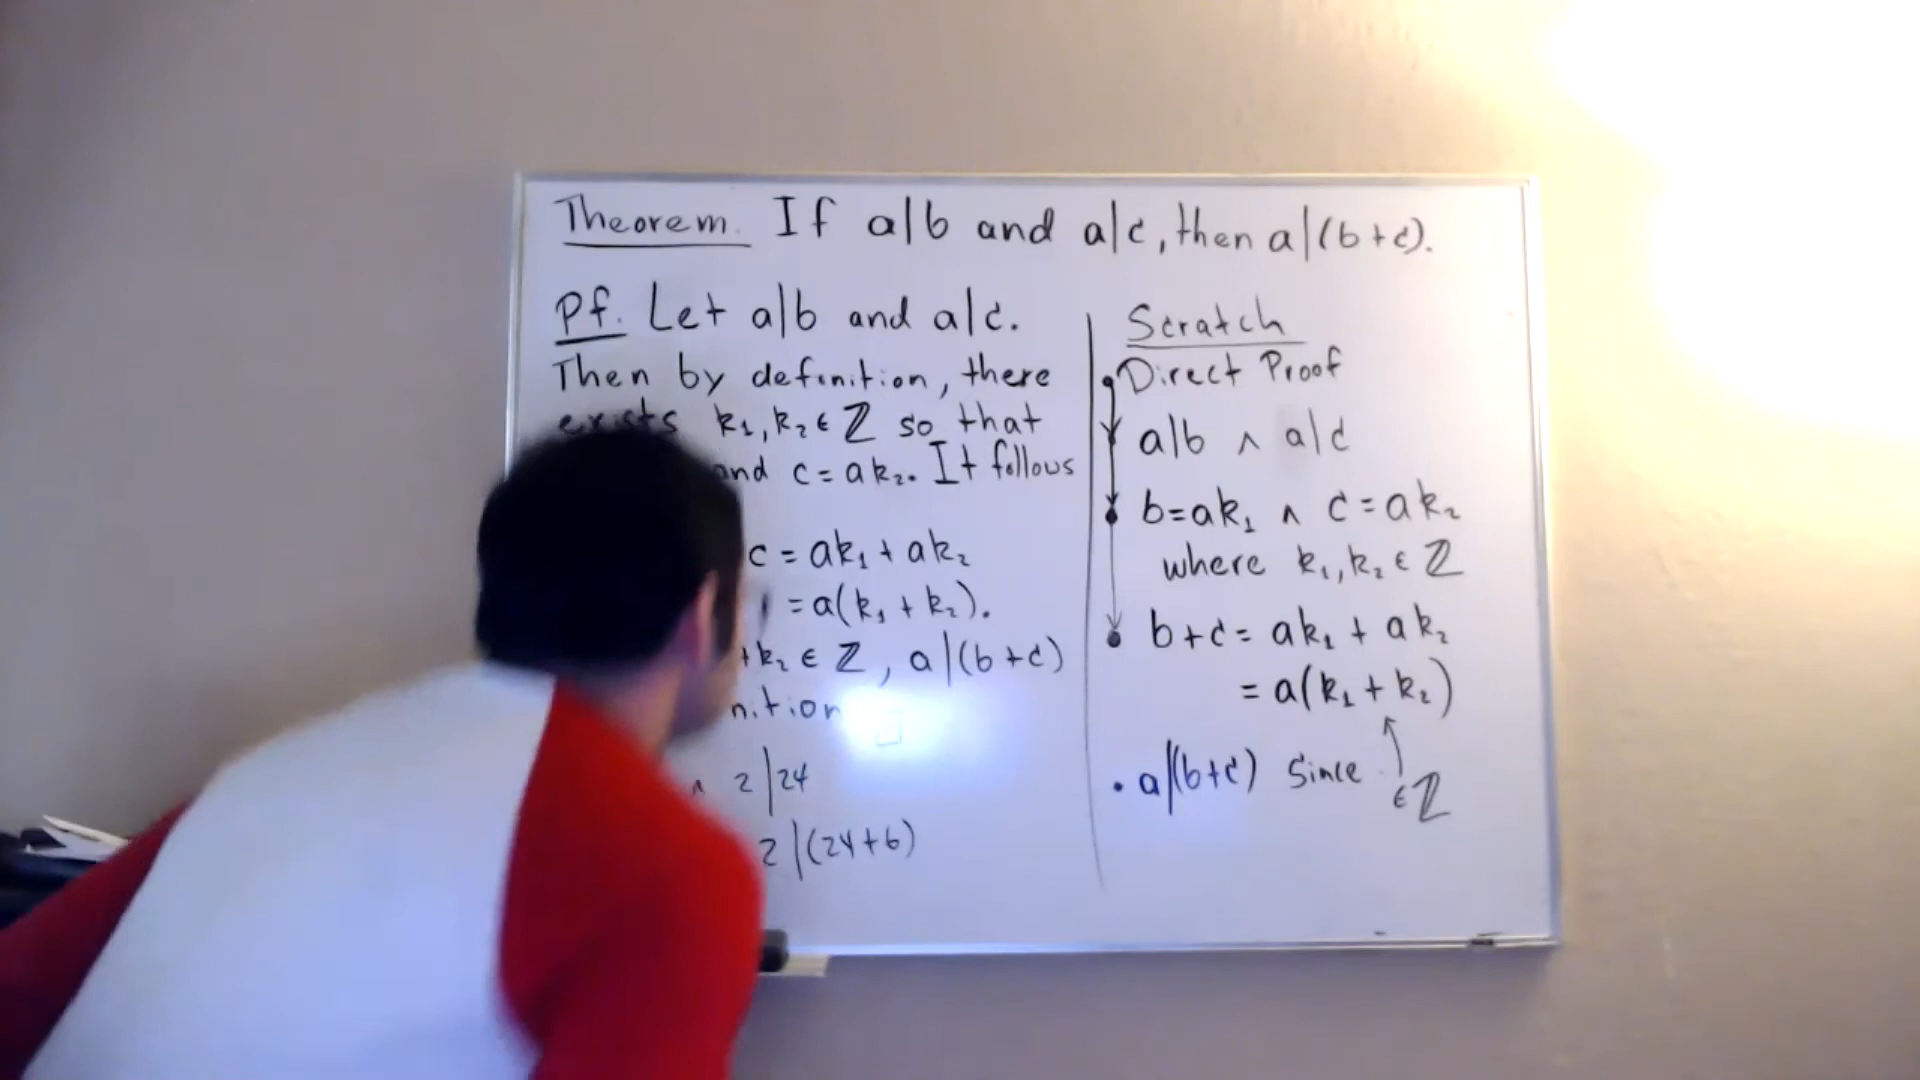 Theorem. If a|b and a|c, then a|(b+c).
Pf. Let a|b and a|c.
Then by definition, there
exists k₁, k₂ ∈ ℤ so that
and c = ak₂. It follows
c = ak₁ + ak₂
= a(k₁ + k₂).
+k₂ ∈ ℤ, a|(b+c)
nition □
∧ 2|24
2|(24+6)
Scratch
Direct Proof
a|b ∧ a|c
b=ak₁ ∧ c=ak₂
where k₁, k₂ ∈ ℤ
b+c = ak₁ + ak₂
= a(k₁ + k₂)
• a|(b+c) since
∈ ℤ